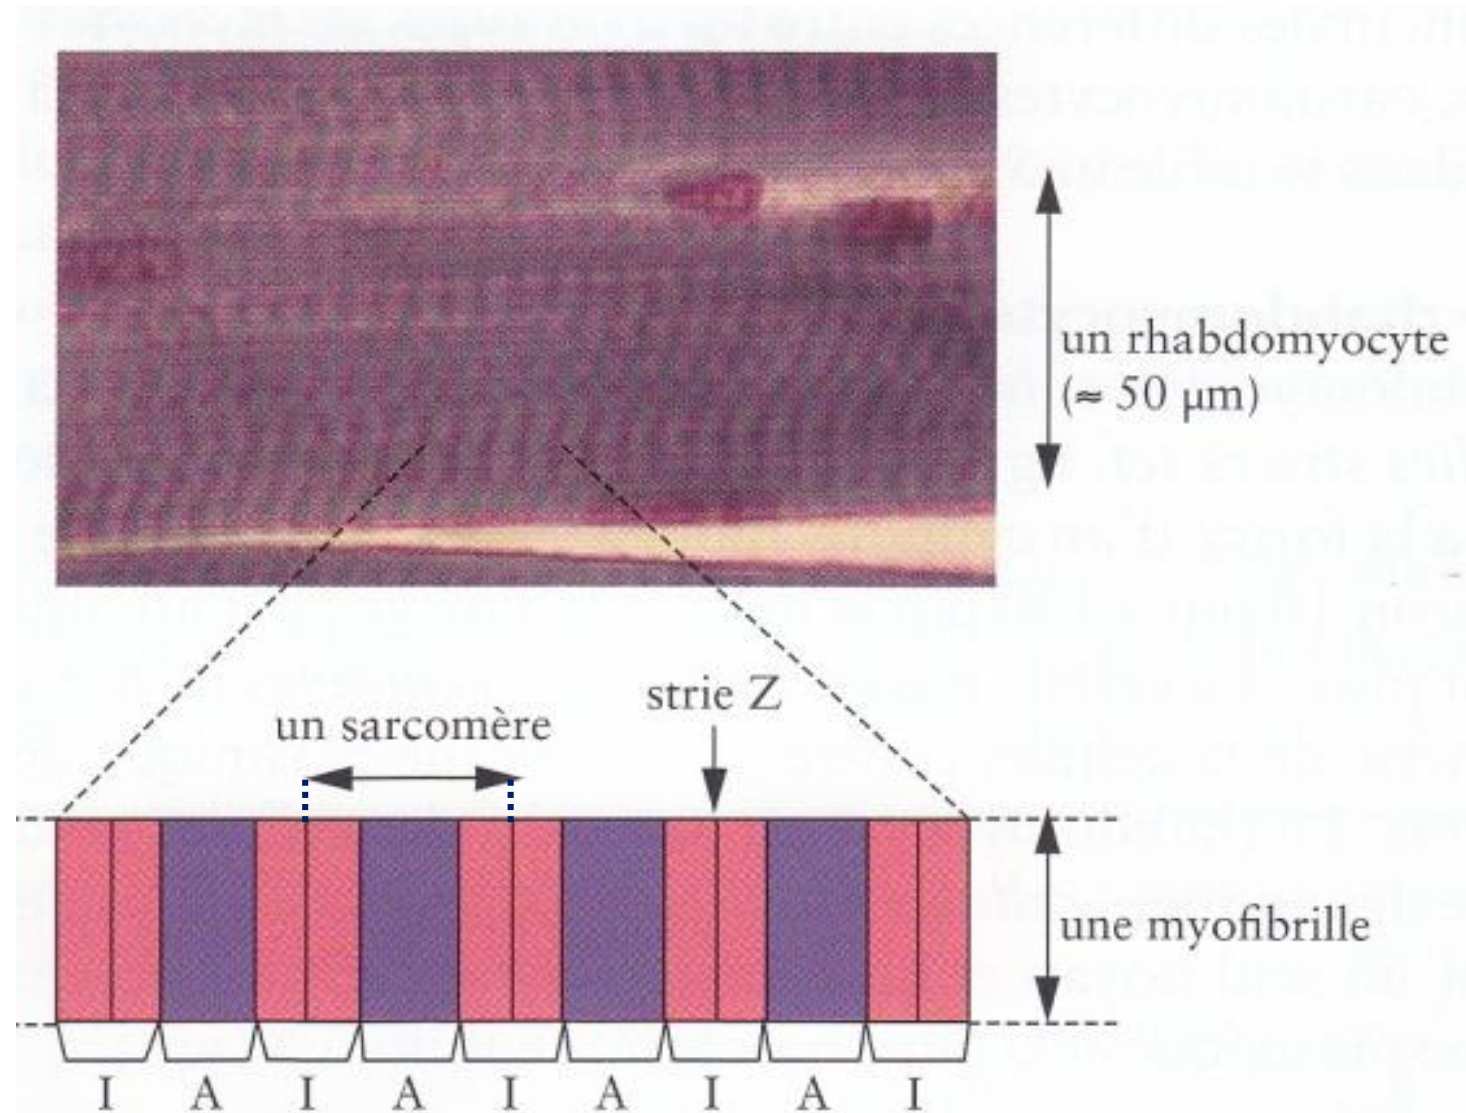 un rhabdomyocyte
(≈ 50 μm)
strie Z
un sarcomère
une myofibrille
I A I A I A I A I